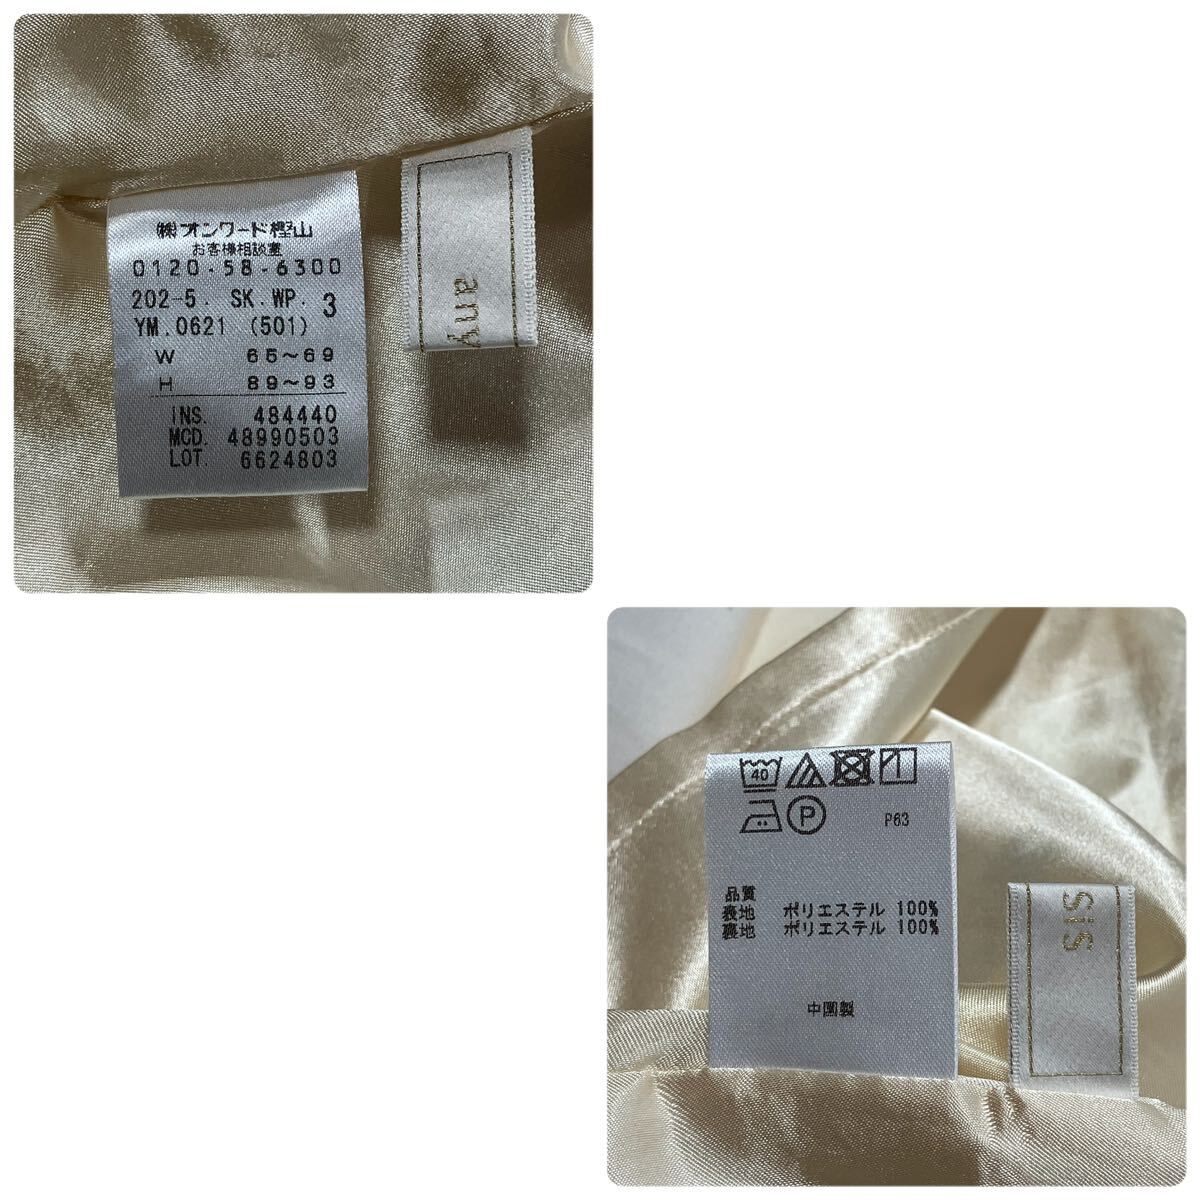 ㈱オンワード樫山
お客様相談室
0120-58-6300
202-5. SK.WP. 3
YM.0621 (501)
W 65～69
H 89～93
INS. 484440
MCD. 48990503
LOT. 6624803
any
40
P
P63
品質
裏地 ポリエステル 100%
裏地 ポリエステル 100%
中国製
sis